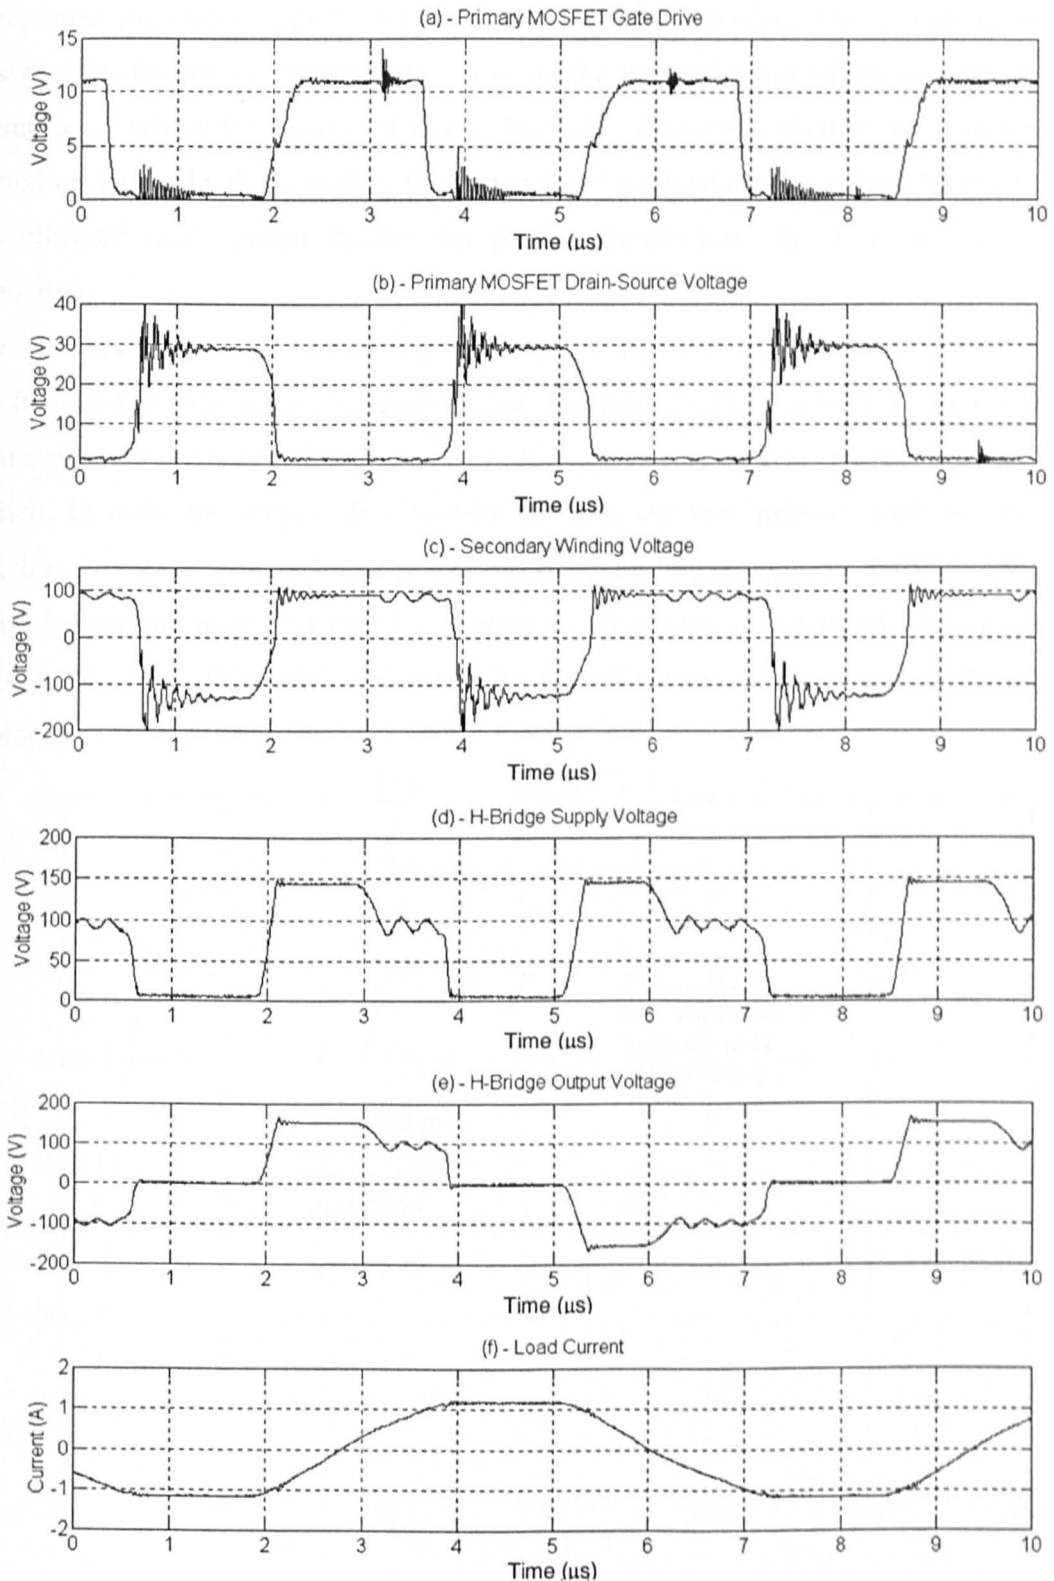 (a) - Primary MOSFET Gate Drive
15
10
5
0
Voltage (V)
0 1 2 3 4 5 6 7 8 9 10
Time (µs)
(b) - Primary MOSFET Drain-Source Voltage
40
30
20
10
0
Voltage (V)
0 1 2 3 4 5 6 7 8 9 10
Time (µs)
(c) - Secondary Winding Voltage
100
0
-100
-200
Voltage (V)
0 1 2 3 4 5 6 7 8 9 10
Time (µs)
(d) - H-Bridge Supply Voltage
200
150
100
50
0
Voltage (V)
0 1 2 3 4 5 6 7 8 9 10
Time (µs)
(e) - H-Bridge Output Voltage
200
100
0
-100
-200
Voltage (V)
0 1 2 3 4 5 6 7 8 9 10
Time (µs)
(f) - Load Current
2
1
0
-1
-2
Current (A)
0 1 2 3 4 5 6 7 8 9 10
Time (µs)